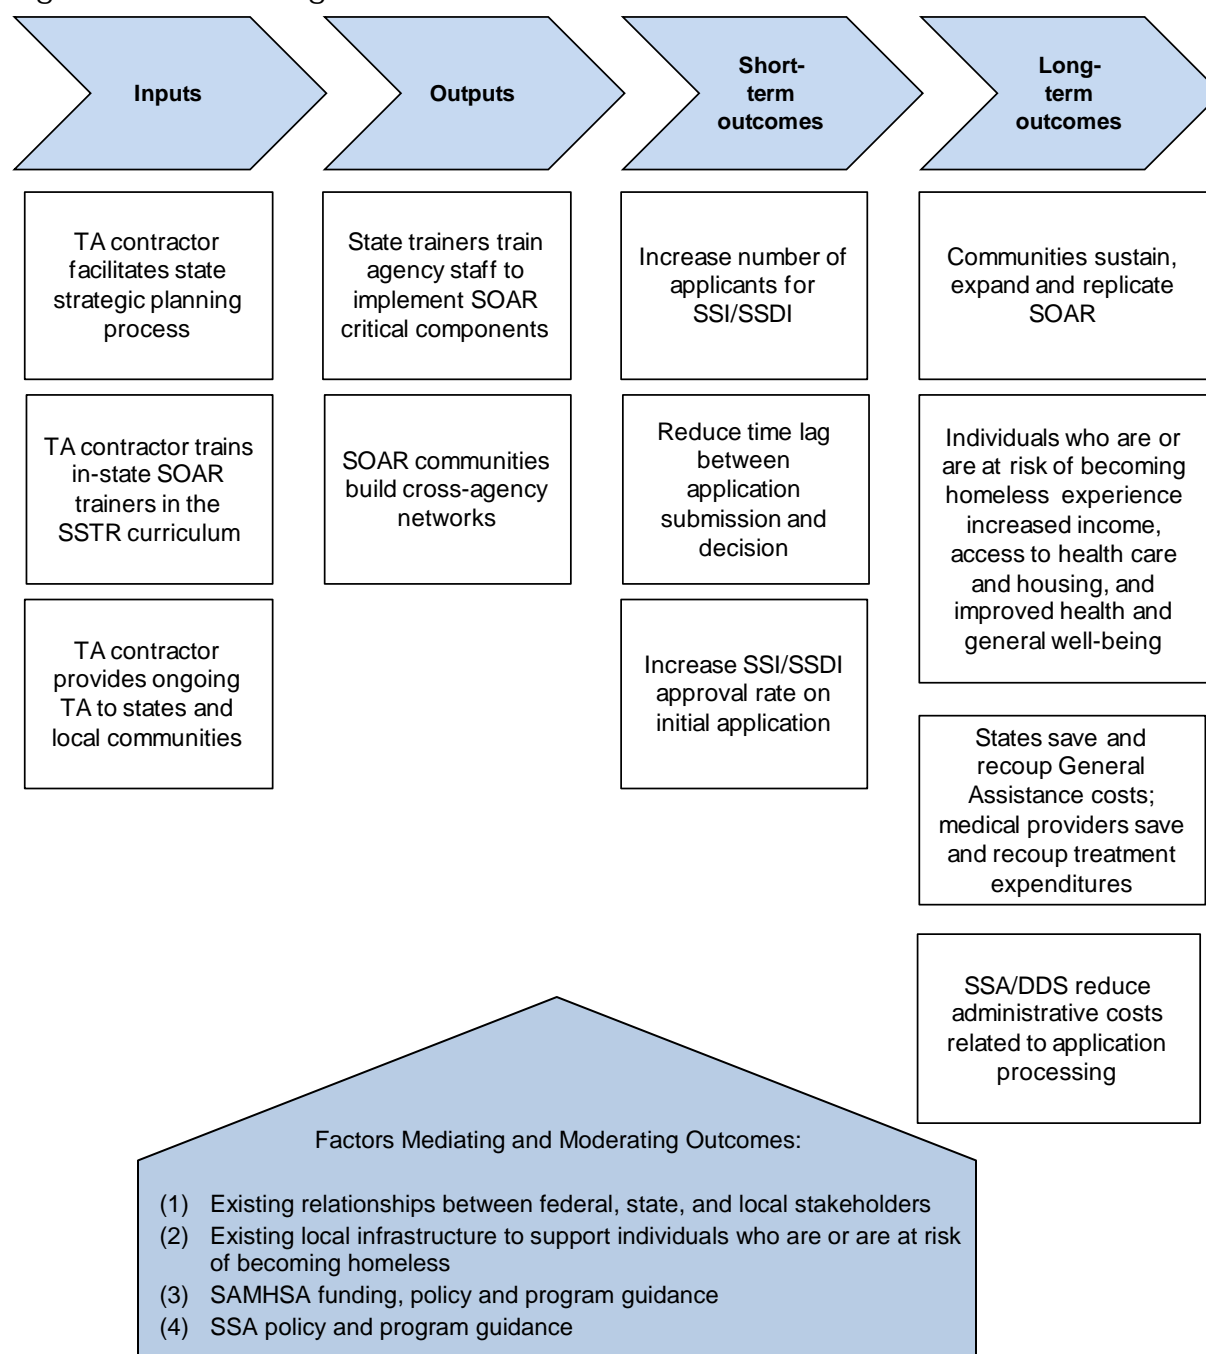 Inputs
Outputs
Short-
term
outcomes
Long-
term
outcomes
TA contractor
facilitates state
strategic planning
process
TA contractor trains
in-state SOAR
trainers in the
SSTR curriculum
TA contractor
provides ongoing
TA to states and
local communities
State trainers train
agency staff to
implement SOAR
critical components
SOAR communities
build cross-agency
networks
Increase number of
applicants for
SSI/SSDI
Reduce time lag
between
application
submission and
decision
Increase SSI/SSDI
approval rate on
initial application
Communities sustain,
expand and replicate
SOAR
Individuals who are or
are at risk of becoming
homeless experience
increased income,
access to health care
and housing, and
improved health and
general well-being
States save and
recoup General
Assistance costs;
medical providers save
and recoup treatment
expenditures
SSA/DDS reduce
administrative costs
related to application
processing
Factors Mediating and Moderating Outcomes:
(1) Existing relationships between federal, state, and local stakeholders
(2) Existing local infrastructure to support individuals who are or are at risk
of becoming homeless
(3) SAMHSA funding, policy and program guidance
(4) SSA policy and program guidance